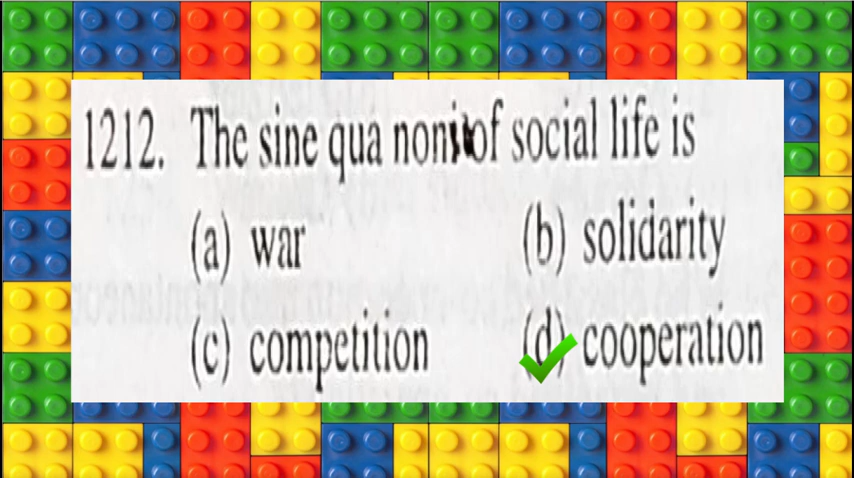 1212. The sine qua non of social life is
(a) war (b) solidarity
(c) competition (d) cooperation